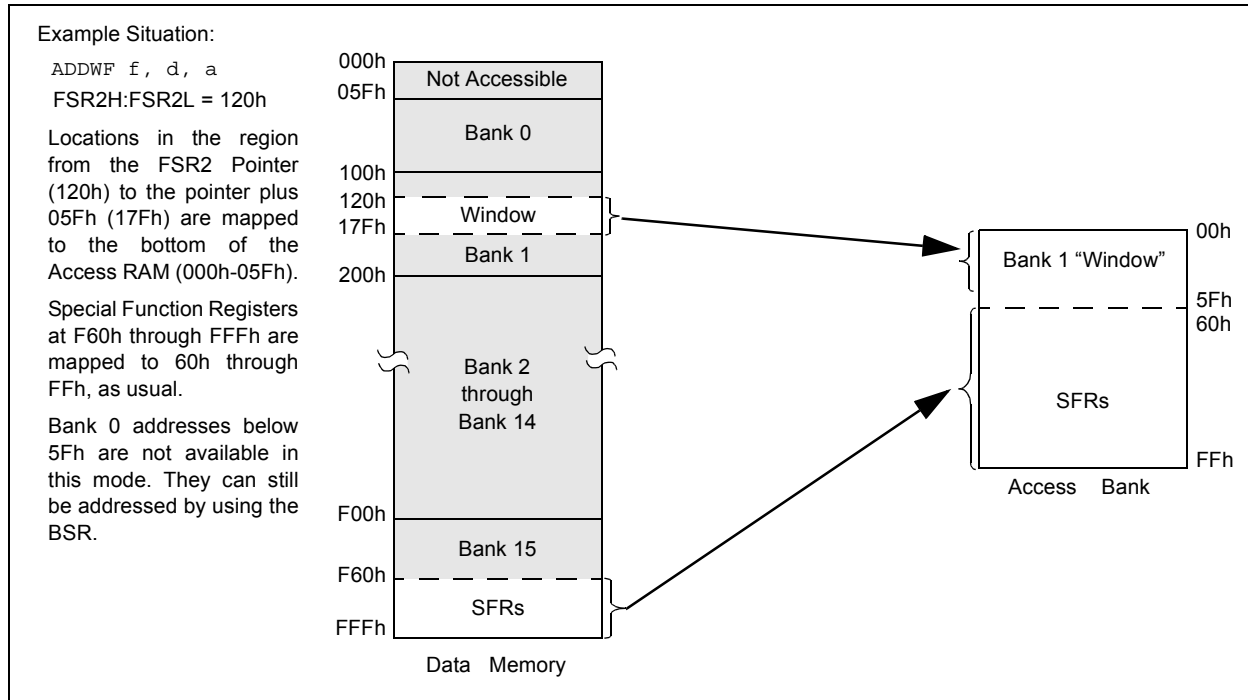 Example Situation:
ADDWF f, d, a
FSR2H:FSR2L = 120h
Locations in the region
from the FSR2 Pointer
(120h) to the pointer plus
05Fh (17Fh) are mapped
to the bottom of the
Access RAM (000h-05Fh).
Special Function Registers
at F60h through FFFh are
mapped to 60h through
FFh, as usual.
Bank 0 addresses below
5Fh are not available in
this mode. They can still
be addressed by using the
BSR.
000h
Not Accessible
05Fh
Bank 0
100h
120h
Window
17Fh
Bank 1
200h
Bank 2
through
Bank 14
F00h
Bank 15
F60h
SFRs
FFFh
Data Memory
00h
Bank 1 “Window”
5Fh
60h
SFRs
FFh
Access Bank